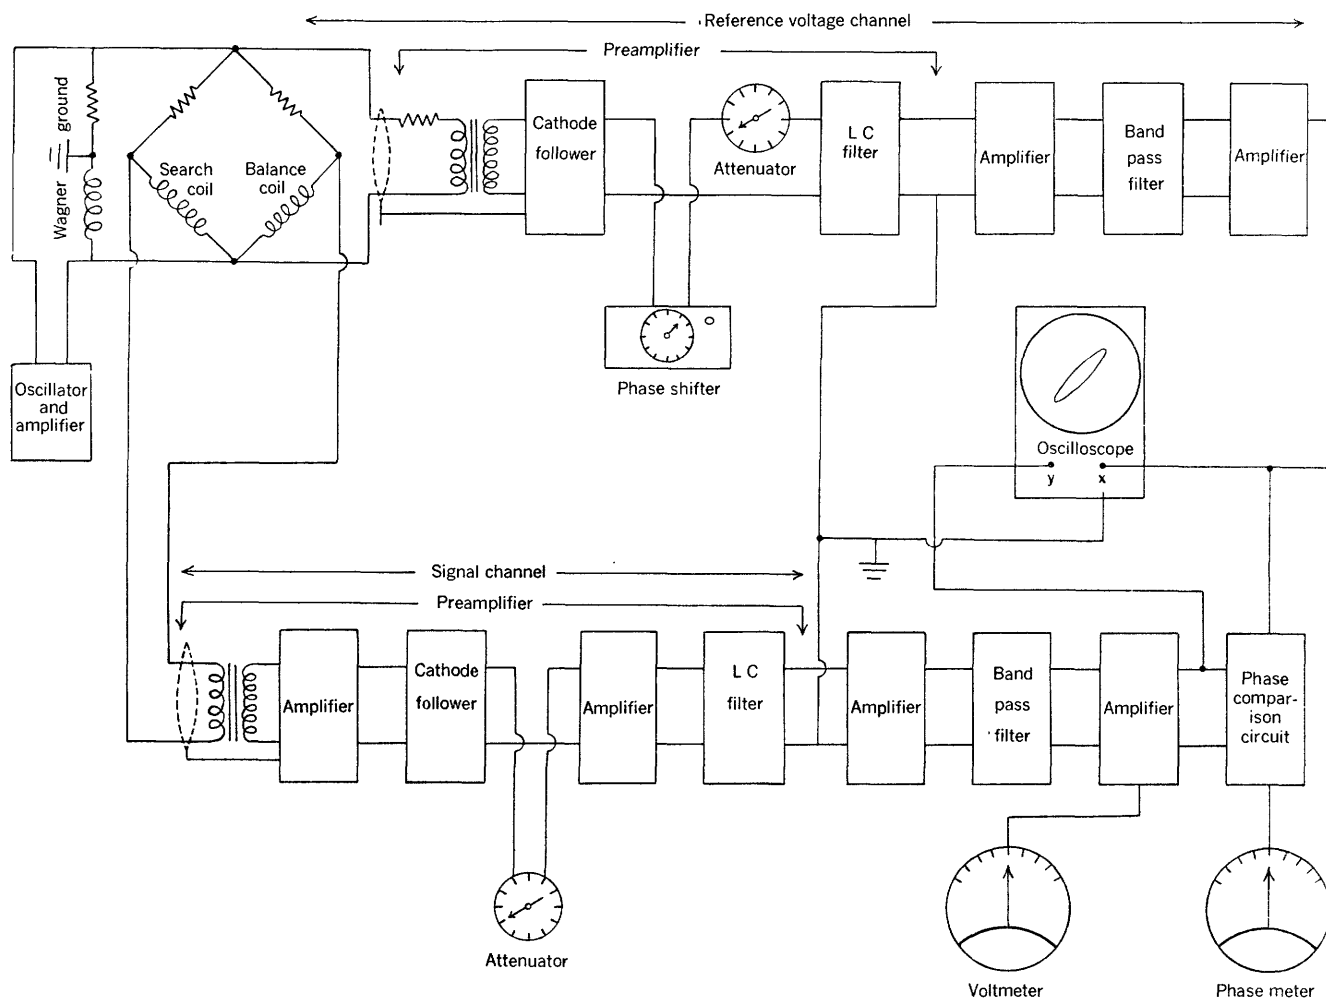 Reference voltage channel
Preamplifier
Wagner ground
Search
coil
Balance
coil
Cathode
follower
Attenuator
L C
filter
Amplifier
Band
pass
filter
Amplifier
Oscillator
and
amplifier
Phase shifter
Oscilloscope
y x
Signal channel
Preamplifier
Amplifier
Cathode
follower
Amplifier
L C
filter
Amplifier
Band
pass
filter
Amplifier
Phase
compar-
ison
circuit
Attenuator
Voltmeter
Phase meter